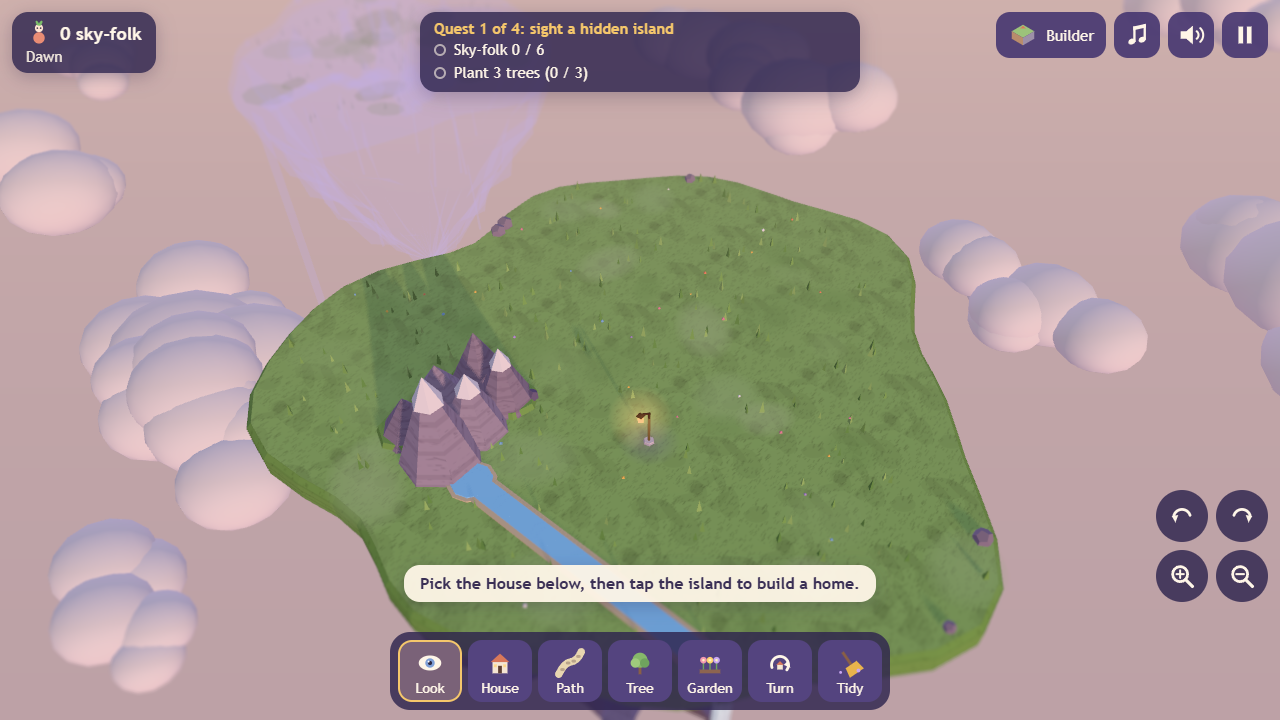 0 sky-folk
Dawn
Quest 1 of 4: sight a hidden island
Sky-folk 0 / 6
Plant 3 trees (0 / 3)
Builder
Pick the House below, then tap the island to build a home.
Look
House
Path
Tree
Garden
Turn
Tidy